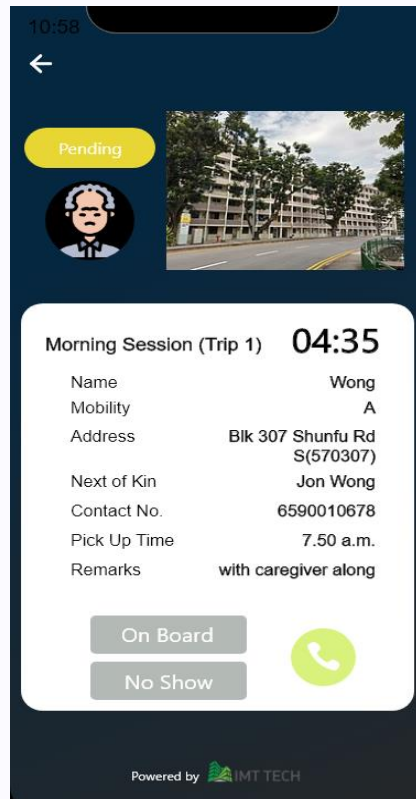 10:58
Pending
Morning Session (Trip 1) 04:35
Name Wong
Mobility A
Address Blk 307 Shunfu Rd
S(570307)
Next of Kin Jon Wong
Contact No. 6590010678
Pick Up Time 7.50 a.m.
Remarks with caregiver along
On Board
No Show
Powered by IMT TECH